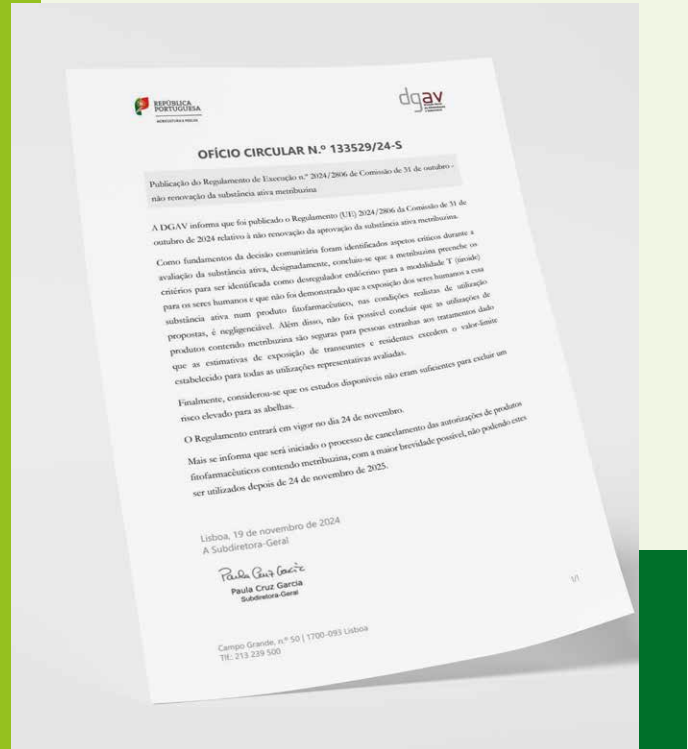 REPÚBLICA
PORTUGUESA
AGRICULTURA E PESCAS
dgav
OFÍCIO CIRCULAR N.º 133529/24-S
Publicação do Regulamento de Execução n.º 2024/2806 de Comissão de 31 de outubro -
não renovação da substância ativa metribuzina
A DGAV informa que foi publicado o Regulamento (UE) 2024/2806 da Comissão de 31 de
outubro de 2024 relativo à não renovação da aprovação da substância ativa metribuzina.
Como fundamentos da decisão comunitária foram identificados aspetos críticos durante a
avaliação da substância ativa, designadamente, concluiu-se que a metribuzina preenche os
critérios para ser identificada como desregulador endócrino para a modalidade T (tiroide)
para os seres humanos e que não foi demonstrado que a exposição dos seres humanos a essa
substância ativa num produto fitofarmacêutico, nas condições realistas de utilização
propostas, é negligenciável. Além disso, não foi possível concluir que as utilizações de
produtos contendo metribuzina são seguras para pessoas estranhas aos tratamentos dado
que as estimativas de exposição de transeuntes e residentes excedem o valor-limite
estabelecido para todas as utilizações representativas avaliadas.
Finalmente, considerou-se que os estudos disponíveis não eram suficientes para excluir um
risco elevado para as abelhas.
O Regulamento entrará em vigor no dia 24 de novembro.
Mais se informa que será iniciado o processo de cancelamento das autorizações de produtos
fitofarmacêuticos contendo metribuzina, com a maior brevidade possível, não podendo estes
ser utilizados depois de 24 de novembro de 2025.
Lisboa, 19 de novembro de 2024
A Subdiretora-Geral
Paula Cruz Garcia
Paula Cruz Garcia
Subdiretora-Geral
1/1
Campo Grande, n.º 50 | 1700-093 Lisboa
Tlf.: 213 239 500